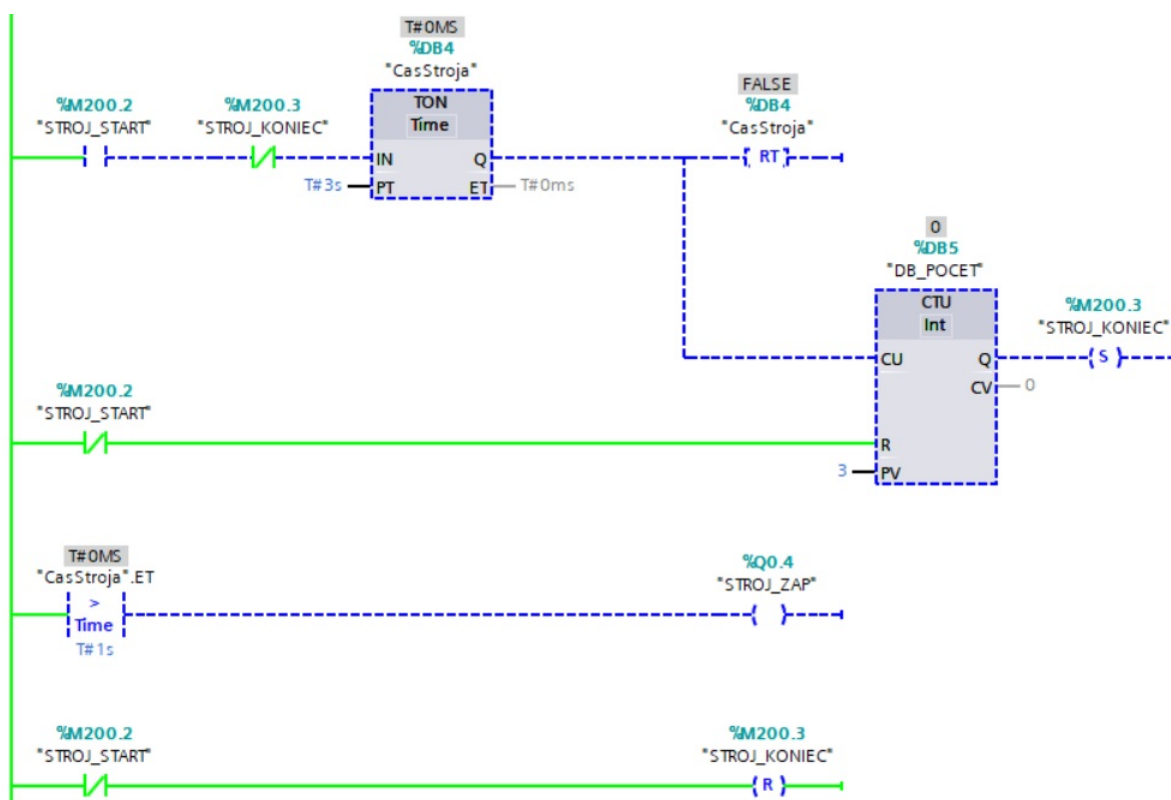 T#0MS
%DB4
"CasStroja"
%M200.2
"STROJ_START"
%M200.3
"STROJ_KONIEC"
TON
Time
IN
Q
T#3s
PT
ET
T#0ms
FALSE
%DB4
"CasStroja"
RT
0
%DB5
"DB_POCET"
CTU
Int
CU
Q
CV
0
%M200.3
"STROJ_KONIEC"
S
%M200.2
"STROJ_START"
R
3
PV
T#0MS
"CasStroja".ET
>
Time
T#1s
%Q0.4
"STROJ_ZAP"
%M200.2
"STROJ_START"
%M200.3
"STROJ_KONIEC"
R